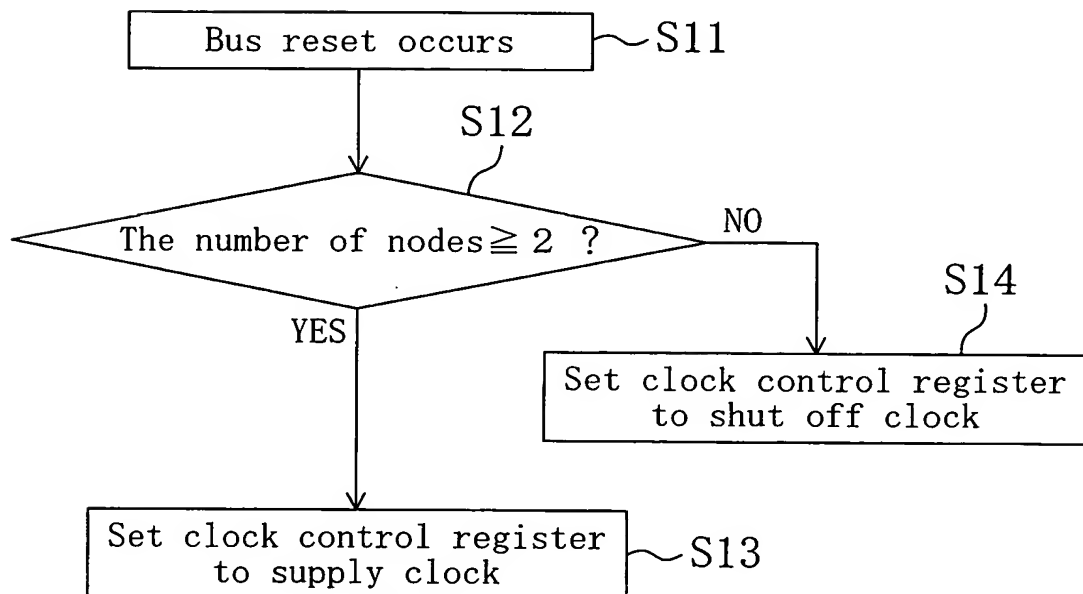 Bus reset occurs
S11
S12
The number of nodes≧2 ?
NO
YES
S14
Set clock control register
to shut off clock
Set clock control register
to supply clock
S13